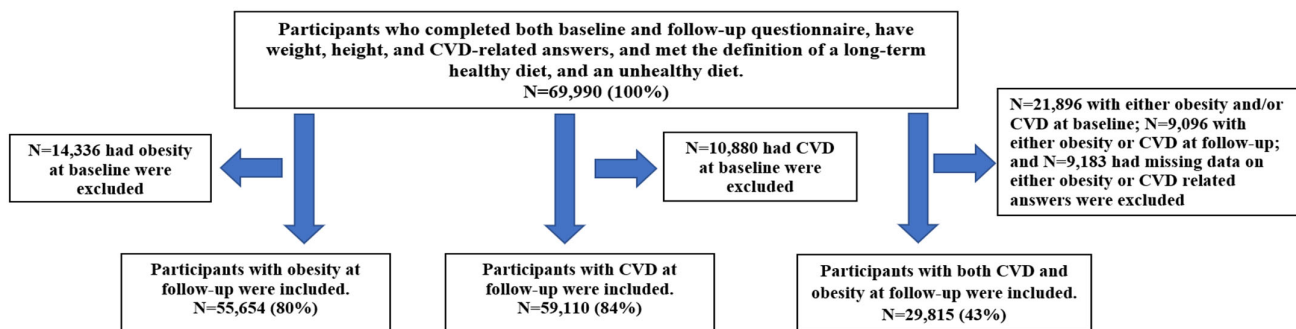 Participants who completed both baseline and follow-up questionnaire, have
weight, height, and CVD-related answers, and met the definition of a long-term
healthy diet, and an unhealthy diet.
N=69,990 (100%)
N=14,336 had obesity
at baseline were
excluded
N=10,880 had CVD
at baseline were
excluded
N=21,896 with either obesity and/or
CVD at baseline; N=9,096 with
either obesity or CVD at follow-up;
and N=9,183 had missing data on
either obesity or CVD related
answers were excluded
Participants with obesity at
follow-up were included.
N=55,654 (80%)
Participants with CVD at
follow-up were included.
N=59,110 (84%)
Participants with both CVD and
obesity at follow-up were included.
N=29,815 (43%)